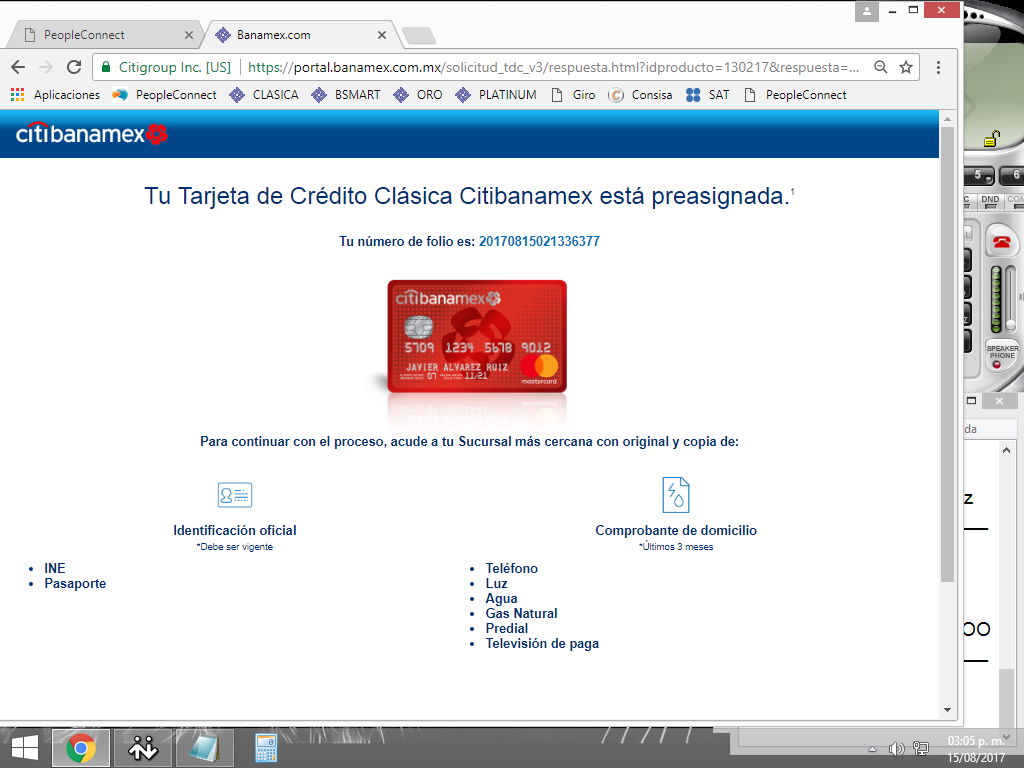 PeopleConnect
Banamex.com
Citigroup Inc. [US]
https://portal.banamex.com.mx/solicitud_tdc_v3/respuesta.html?idproducto=130217&respuesta=...
Aplicaciones PeopleConnect CLASICA BSMART ORO PLATINUM Giro Consisa SAT PeopleConnect
citibanamex
Tu Tarjeta de Crédito Clásica Citibanamex está preasignada.¹
Tu número de folio es: 20170815021336377
citibanamex
5709 1234 5678 9012
JAVIER ALVAREZ RUIZ
07 11/21
mastercard
Para continuar con el proceso, acude a tu Sucursal más cercana con original y copia de:
Identificación oficial
*Debe ser vigente
• INE
• Pasaporte
Comprobante de domicilio
*Últimos 3 meses
• Teléfono
• Luz
• Agua
• Gas Natural
• Predial
• Televisión de paga
5 6
C DND CON
SPEAKER
PHONE
da
z
OO
03:05 p. m.
15/08/2017